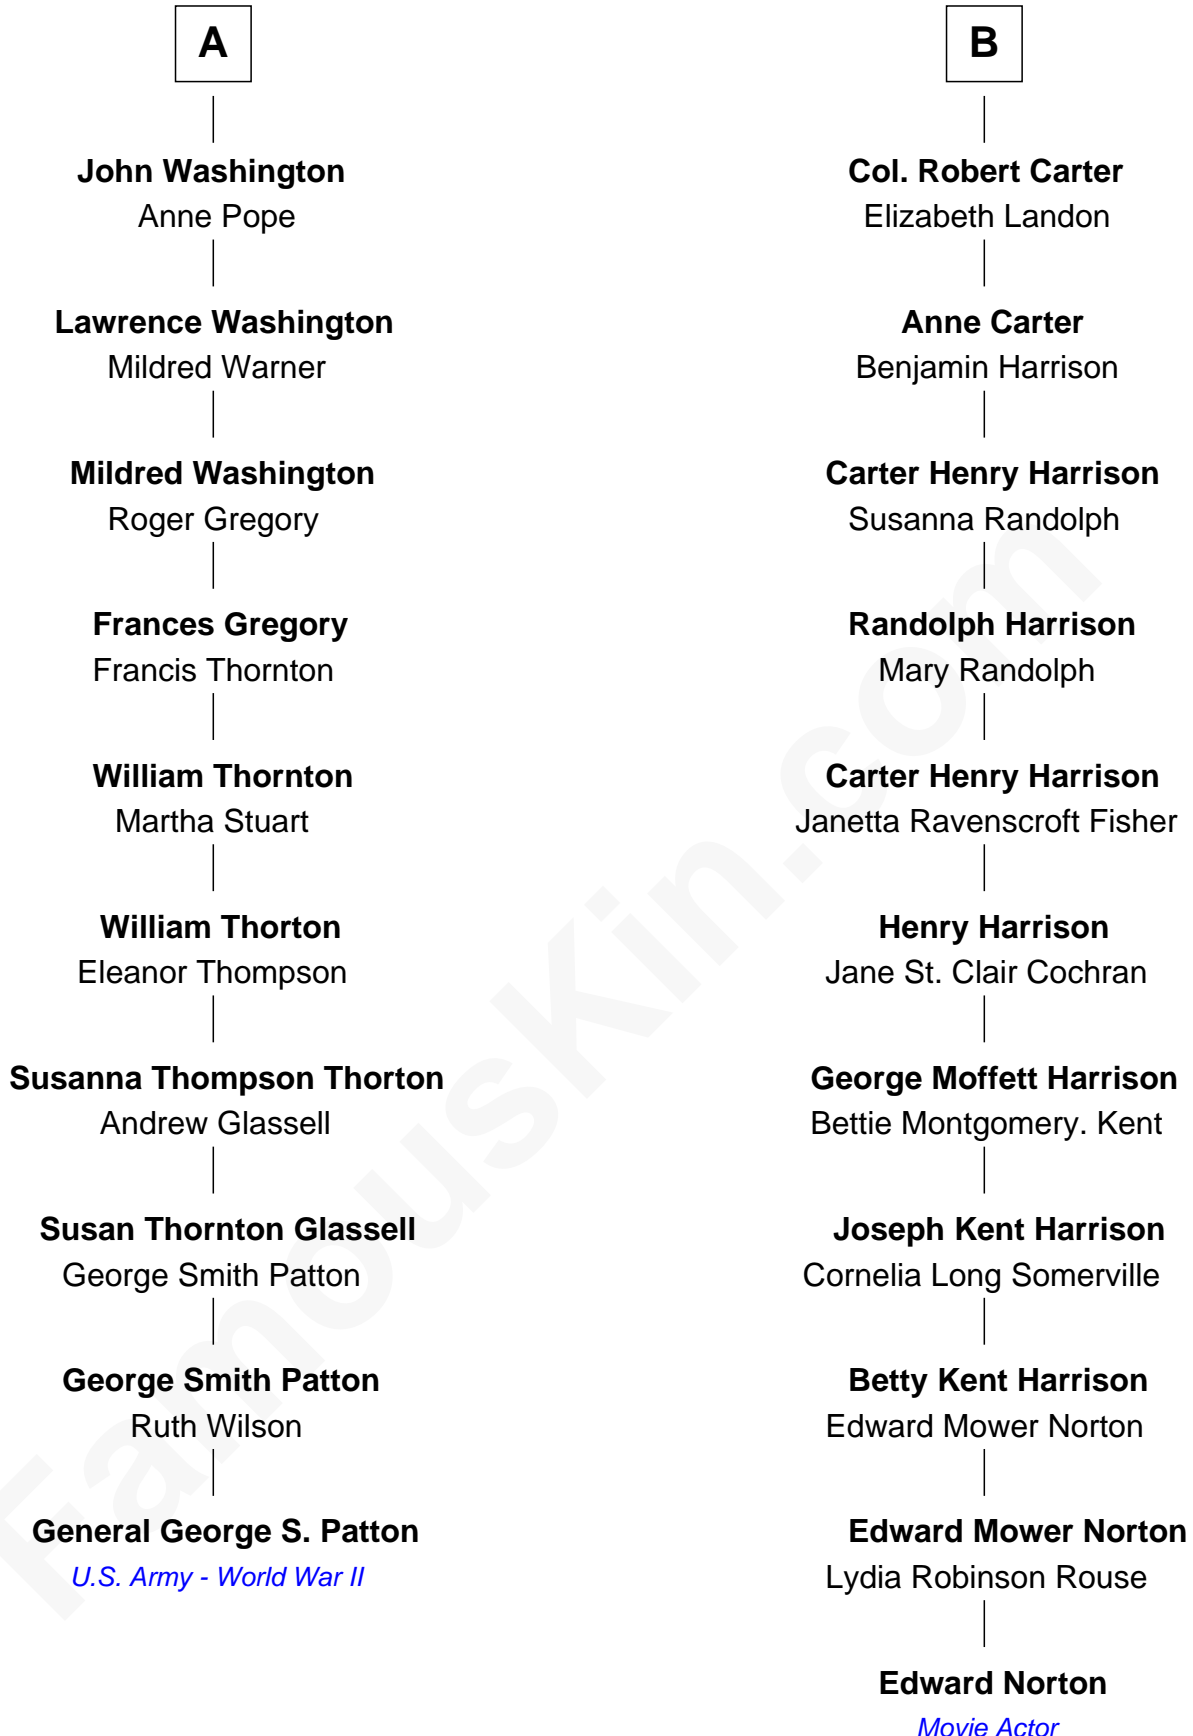 A
John Washington
Anne Pope
Lawrence Washington
Mildred Warner
Mildred Washington
Roger Gregory
Frances Gregory
Francis Thornton
William Thornton
Martha Stuart
William Thorton
Eleanor Thompson
Susanna Thompson Thorton
Andrew Glassell
Susan Thornton Glassell
George Smith Patton
George Smith Patton
Ruth Wilson
General George S. Patton
U.S. Army - World War II
B
Col. Robert Carter
Elizabeth Landon
Anne Carter
Benjamin Harrison
Carter Henry Harrison
Susanna Randolph
Randolph Harrison
Mary Randolph
Carter Henry Harrison
Janetta Ravenscroft Fisher
Henry Harrison
Jane St. Clair Cochran
George Moffett Harrison
Bettie Montgomery. Kent
Joseph Kent Harrison
Cornelia Long Somerville
Betty Kent Harrison
Edward Mower Norton
Edward Mower Norton
Lydia Robinson Rouse
Edward Norton
Movie Actor
FamousKin.com